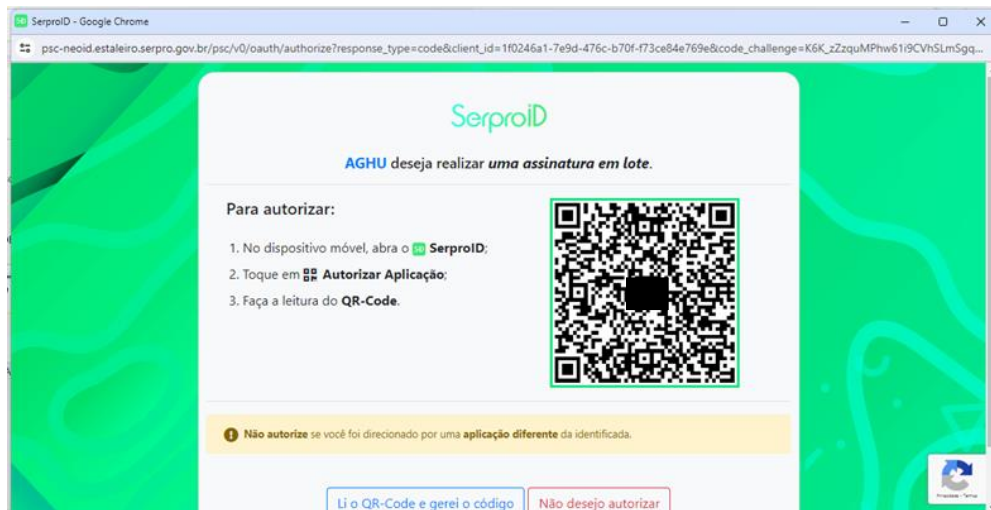 SerproID - Google Chrome
psc-neoid.estaleiro.serpro.gov.br/psc/v0/oauth/authorize?response_type=code&client_id=1f0246a1-7e9d-476c-b70f-f73ce84e769e&code_challenge=K6K_zZzquMPhw61i9CVhSLmSgq...
SerproID
AGHU deseja realizar uma assinatura em lote.
Para autorizar:
1. No dispositivo móvel, abra o SerproID;
2. Toque em Autorizar Aplicação;
3. Faça a leitura do QR-Code.
Não autorize se você foi direcionado por uma aplicação diferente da identificada.
Li o QR-Code e gerei o código
Não desejo autorizar
Privacidade - Termos